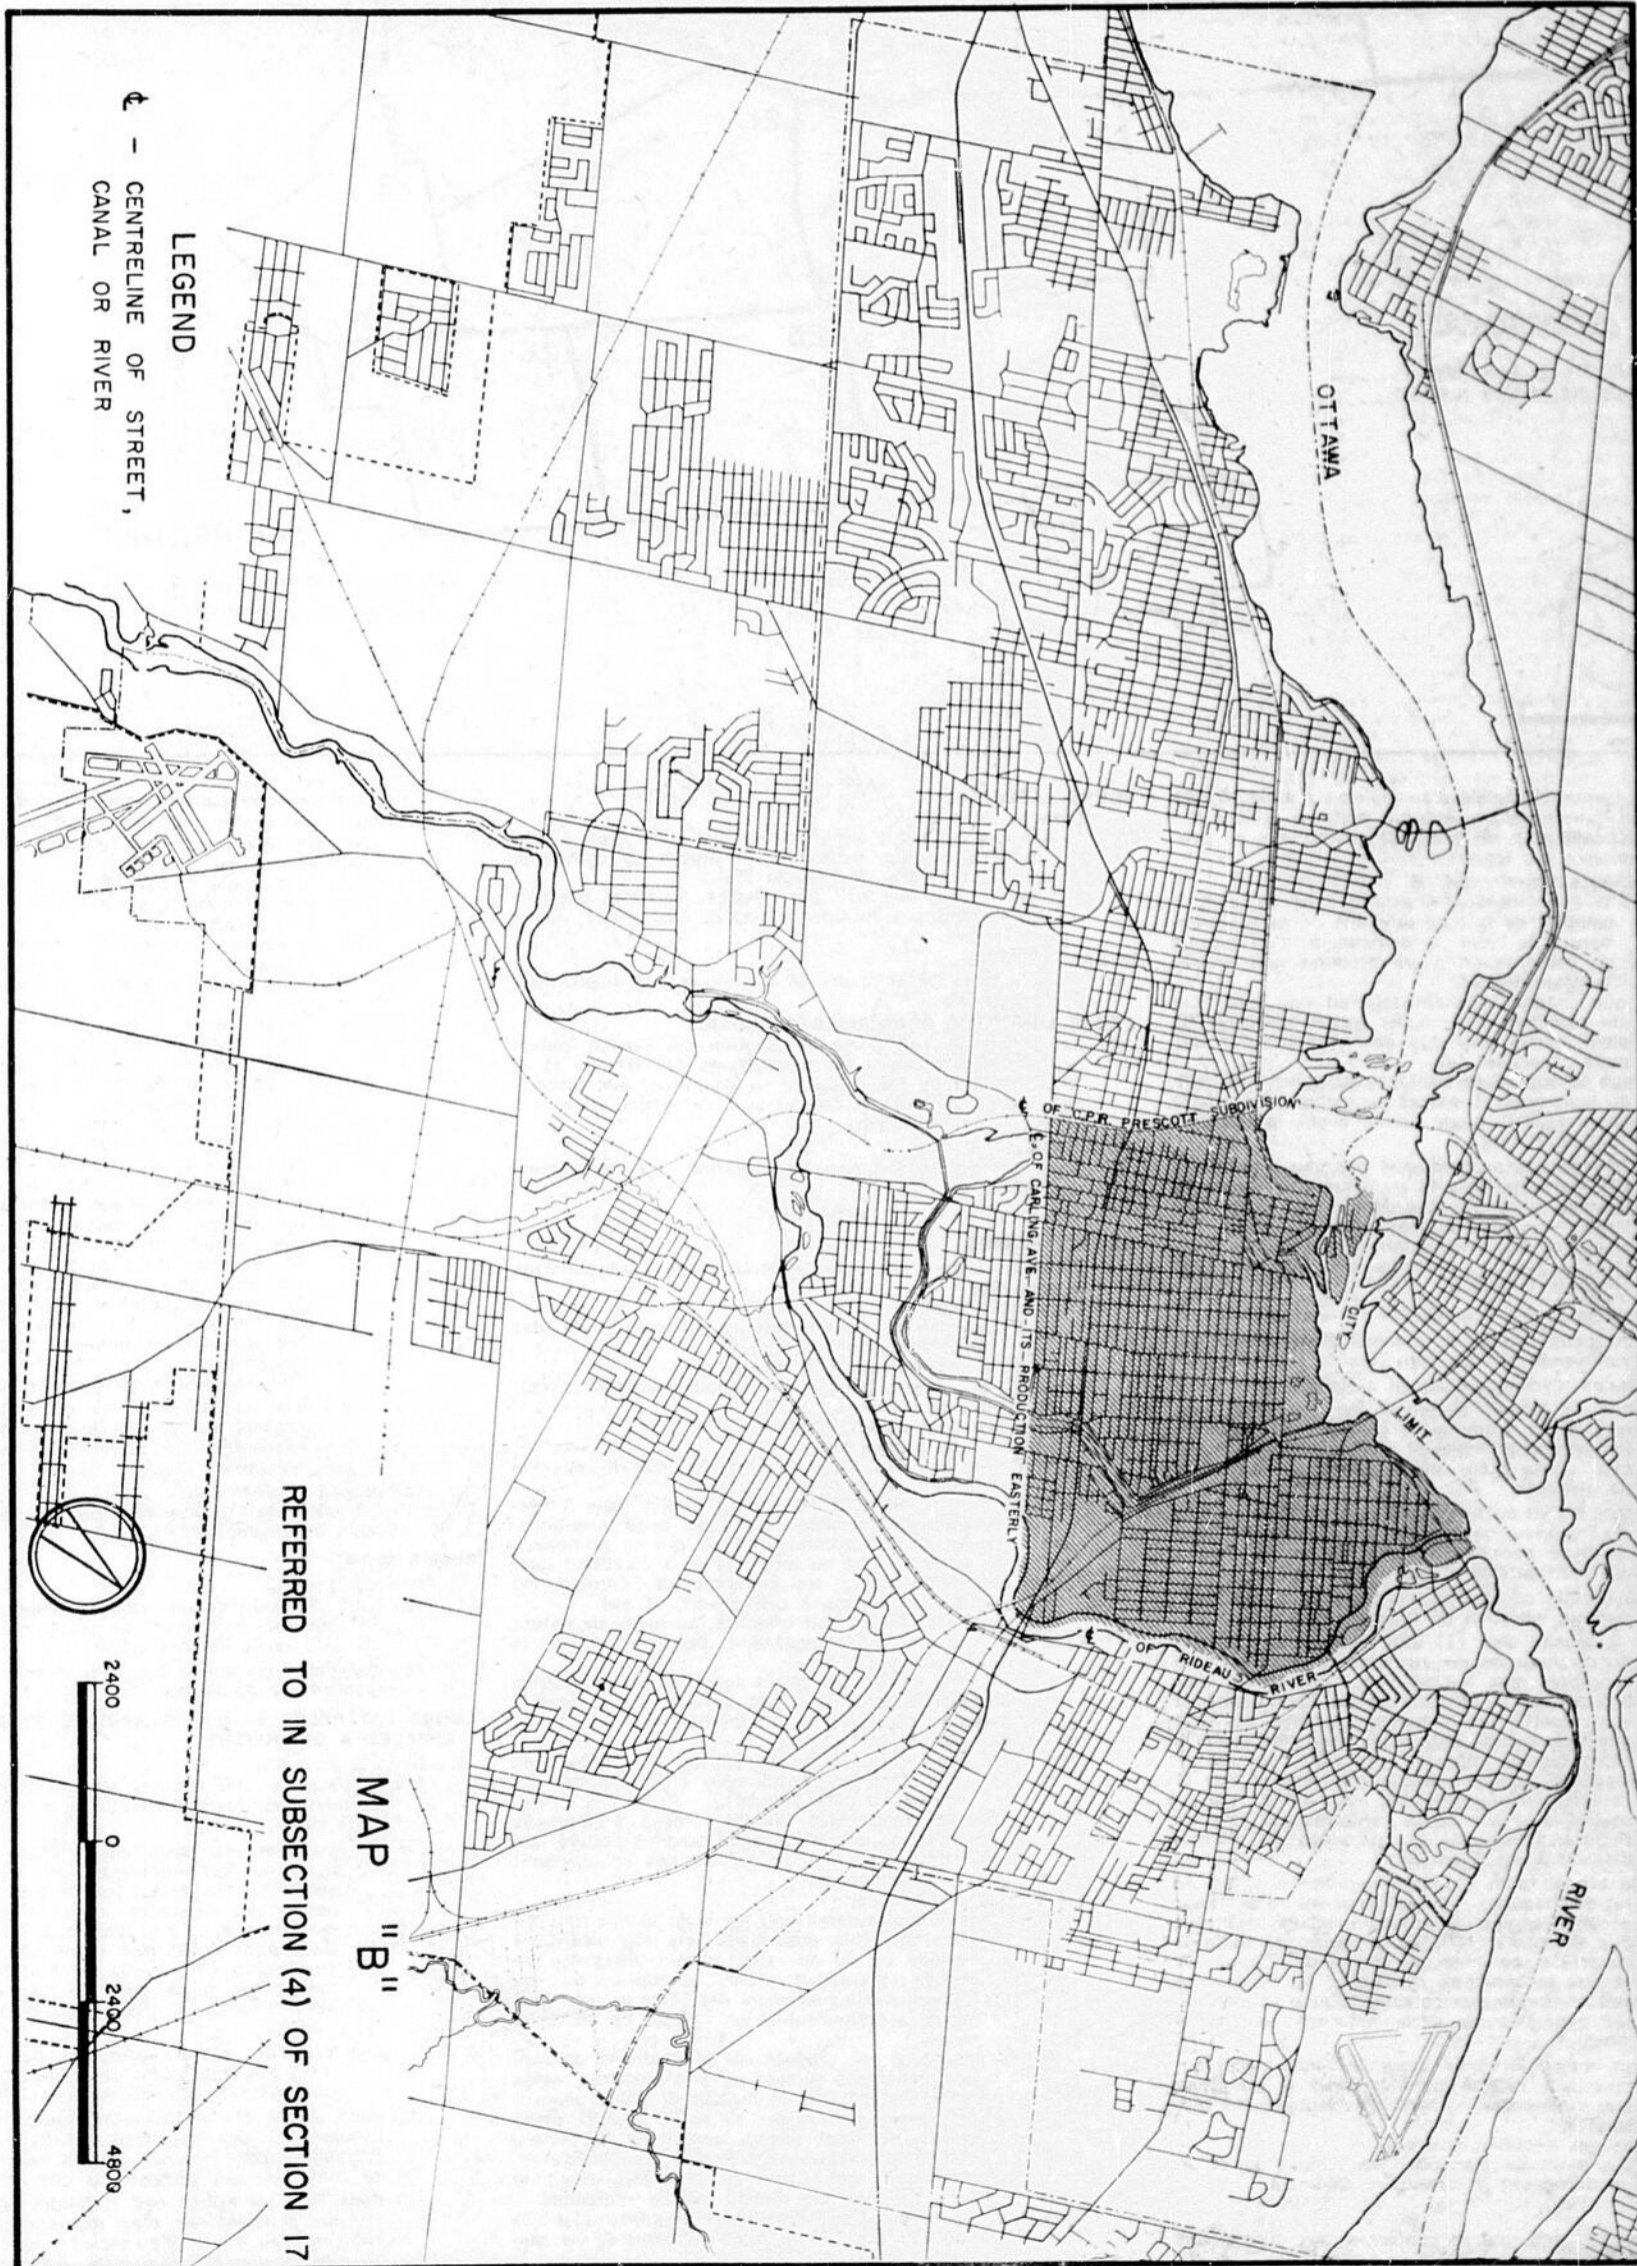 OTTAWA
RIVER
CITY
LIMIT
℄ OF C.P.R. PRESCOTT SUBDIVISION
℄ OF CARLING AVE. AND ITS PRODUCTION EASTERLY
℄ OF RIDEAU RIVER
LEGEND
℄ - CENTRELINE OF STREET,
CANAL OR RIVER
MAP "B"
REFERRED TO IN SUBSECTION (4) OF SECTION 17
2400 0 2400 4800